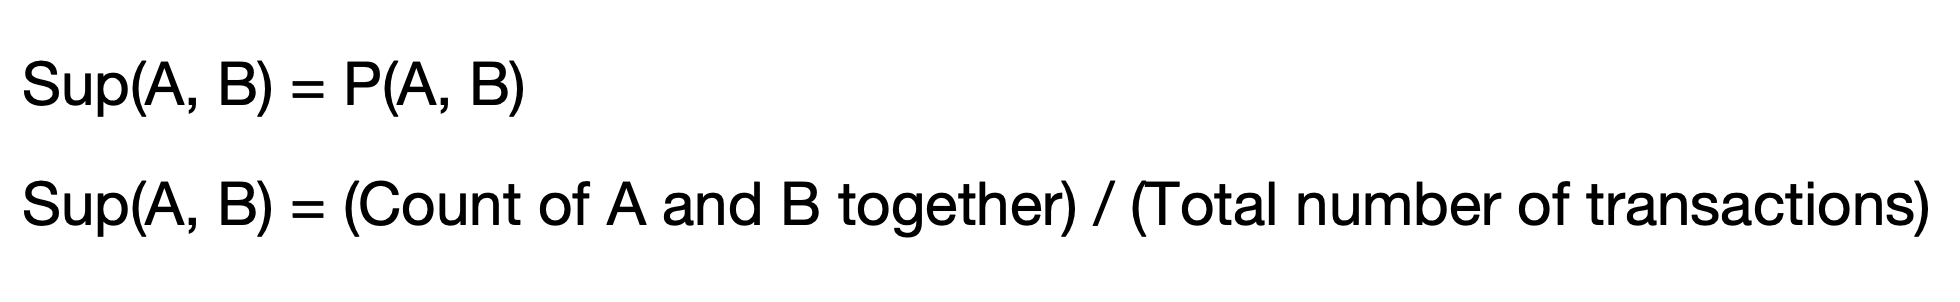 Sup(A, B) = P(A, B)
Sup(A, B) = (Count of A and B together) / (Total number of transactions)